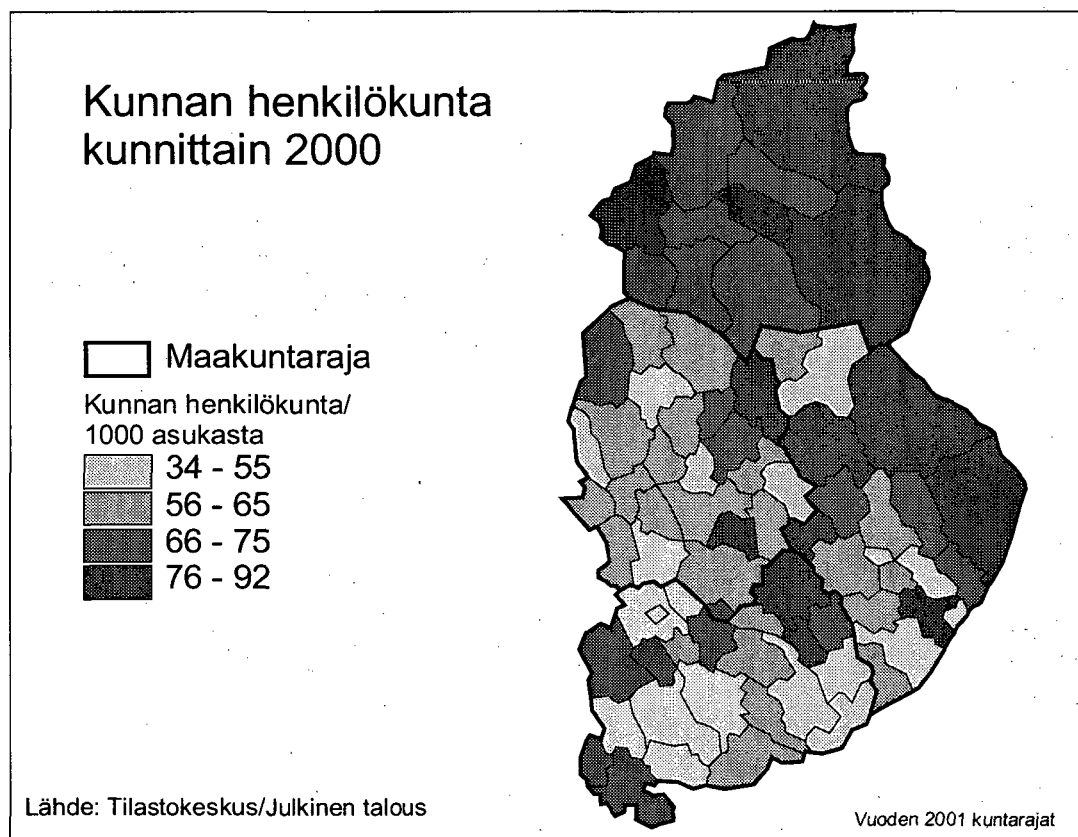 Kunnan henkilökunta
kunnittain 2000
Maakuntaraja
Kunnan henkilökunta/
1000 asukasta
34 - 55
56 - 65
66 - 75
76 - 92
Lähde: Tilastokeskus/Julkinen talous
Vuoden 2001 kuntarajat